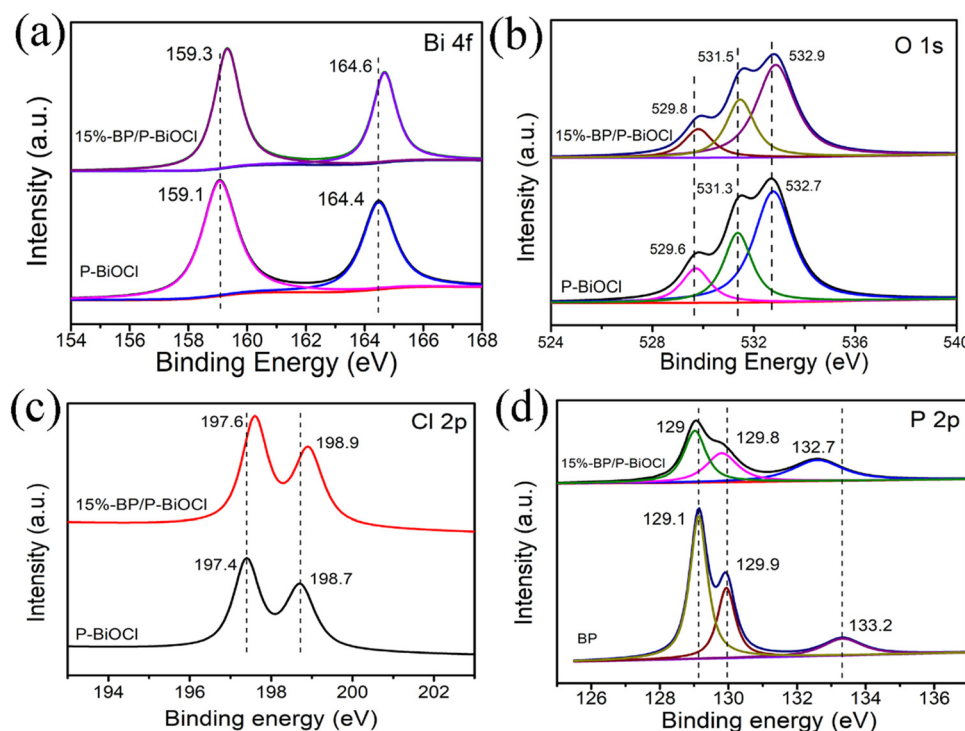 (a)
Bi 4f
159.3
164.6
15%-BP/P-BiOCl
159.1
164.4
P-BiOCl
Intensity (a.u.)
154 156 158 160 162 164 166 168
Binding Energy (eV)
(b)
O 1s
531.5
532.9
529.8
15%-BP/P-BiOCl
531.3
532.7
529.6
P-BiOCl
Intensity (a.u.)
524 528 532 536 540
Binding Energy (eV)
(c)
Cl 2p
197.6
198.9
15%-BP/P-BiOCl
197.4
198.7
P-BiOCl
Intensity (a.u.)
194 196 198 200 202
Binding energy (eV)
(d)
P 2p
129
129.8
132.7
15%-BP/P-BiOCl
129.1
129.9
133.2
BP
Intensity (a.u.)
126 128 130 132 134 136
Binding energy (eV)